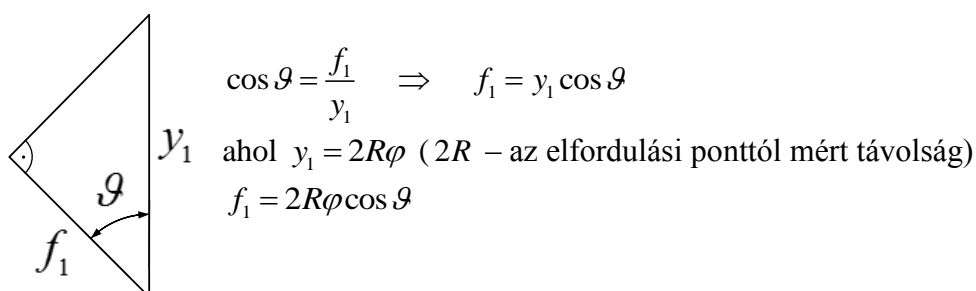 cos ϑ = f₁ / y₁ ⇒ f₁ = y₁ cos ϑ
y₁ ahol y₁ = 2Rφ ( 2R – az elfordulási ponttól mért távolság)
ϑ f₁ = 2Rφ cos ϑ
f₁